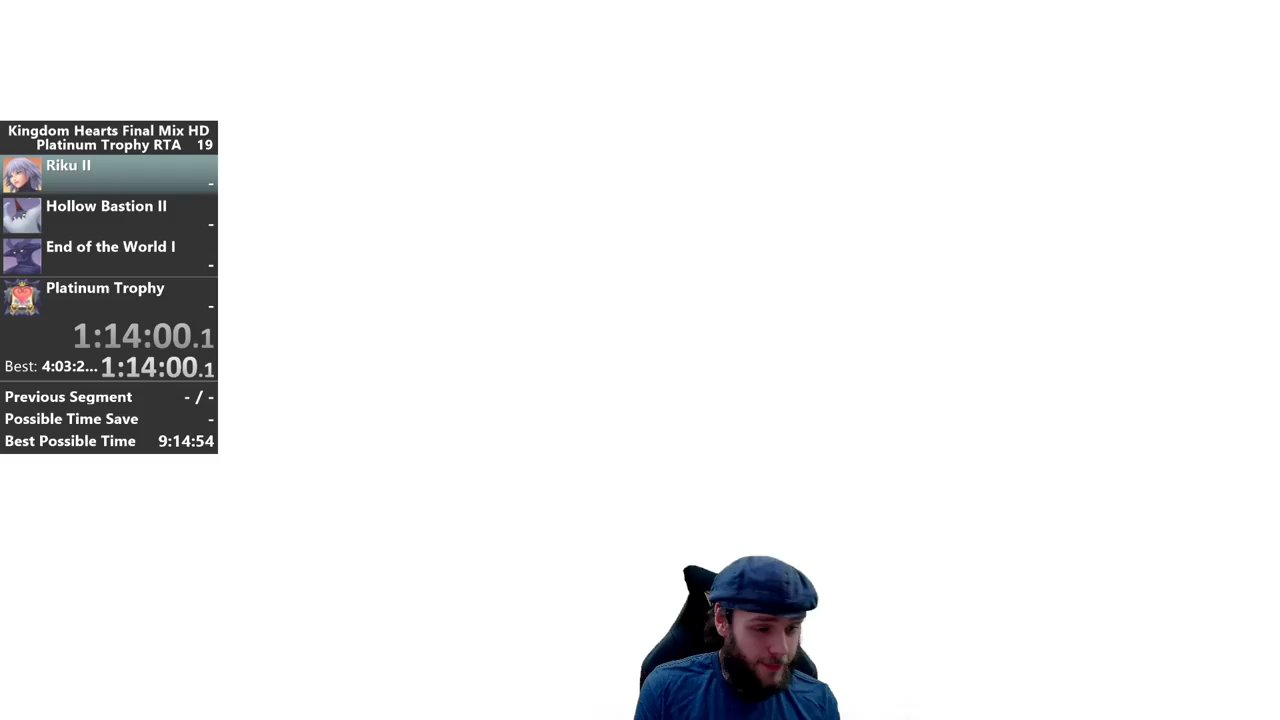 Kingdom Hearts Final Mix HD
Platinum Trophy RTA 19
Riku II
-
Hollow Bastion II
-
End of the World I
-
Platinum Trophy
-
1:14:00.1
Best: 4:03:2... 1:14:00.1
Previous Segment - / -
Possible Time Save -
Best Possible Time 9:14:54